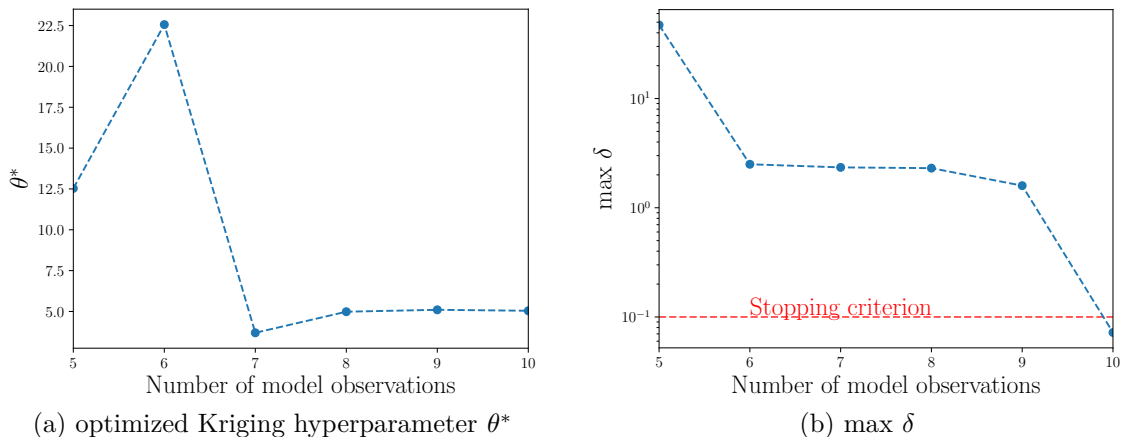 22.5
20.0
17.5
15.0
12.5
10.0
7.5
5.0
θ*
5 6 7 8 9 10
Number of model observations
(a) optimized Kriging hyperparameter θ*
10¹
10⁰
10⁻¹
max δ
Stopping criterion
5 6 7 8 9 10
Number of model observations
(b) max δ